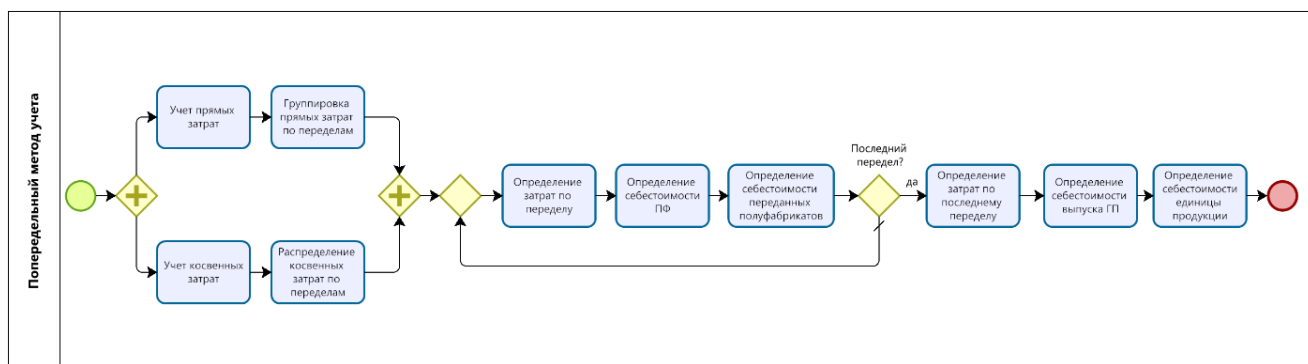 Попередельный метод учета
Учет прямых
затрат
Группировка
прямых затрат
по переделам
Учет косвенных
затрат
Распределение
косвенных
затрат по
переделам
Определение
затрат по
переделу
Определение
себестоимости
ПФ
Определение
себестоимости
переданных
полуфабрикатов
Последний
передел?
да
Определение
затрат по
последнему
переделу
Определение
себестоимости
выпуска ГП
Определение
себестоимости
единицы
продукции